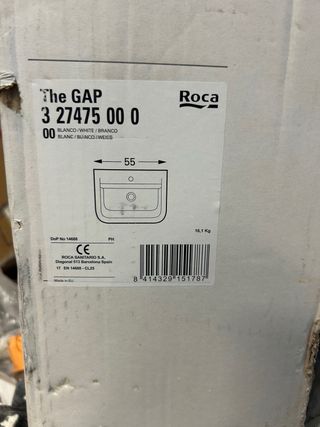 The GAP
Roca
3 27475 00 0
00 BLANCO/WHITE/BRANCO
BLANC/BIANCO/WEISS
55
16,1 Kg
DoP No 14688
PH
CE
ROCA SANITARIO S.A.
Diagonal 513 Barcelona Spain
17 EN 14688 - CL25
8 414329 151787
Made in EU